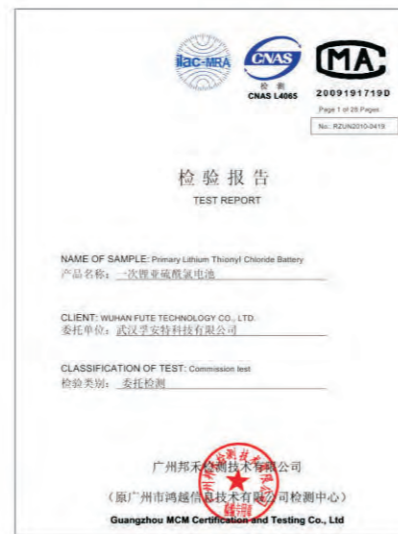 ilac-MRA
CNAS
检 测
CNAS L4065
MA
2009191719D
Page 1 of 29 Pages
No.: RZUN2010-0419
检验报告
TEST REPORT
NAME OF SAMPLE: Primary Lithium Thionyl Chloride Battery
产品名称: 一次锂亚硫酰氯电池
CLIENT: WUHAN FUTE TECHNOLOGY CO., LTD.
委托单位: 武汉孚安特科技有限公司
CLASSIFICATION OF TEST: Commission test
检验类别: 委托检测
广州邦禾检测技术有限公司
(原广州市鸿越信息技术有限公司检测中心)
Guangzhou MCM Certification and Testing Co., Ltd